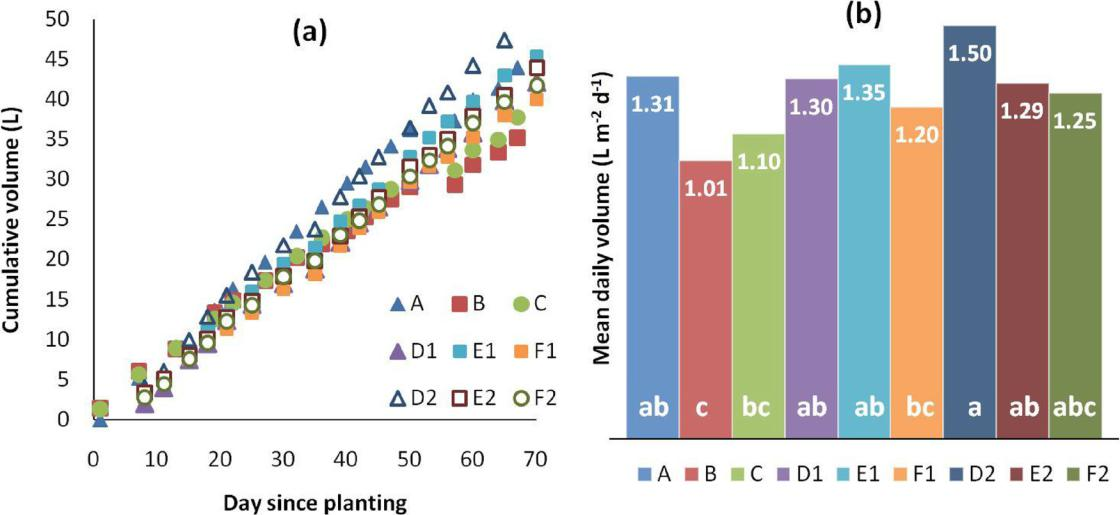 (a)
Cumulative volume (L)
50
45
40
35
30
25
20
15
10
5
0
A B C
D1 E1 F1
D2 E2 F2
0 10 20 30 40 50 60 70
Day since planting
(b)
Mean daily volume (L m⁻² d⁻¹)
1.31
1.01
1.10
1.30
1.35
1.20
1.50
1.29
1.25
ab c bc ab ab bc a ab abc
A B C D1 E1 F1 D2 E2 F2